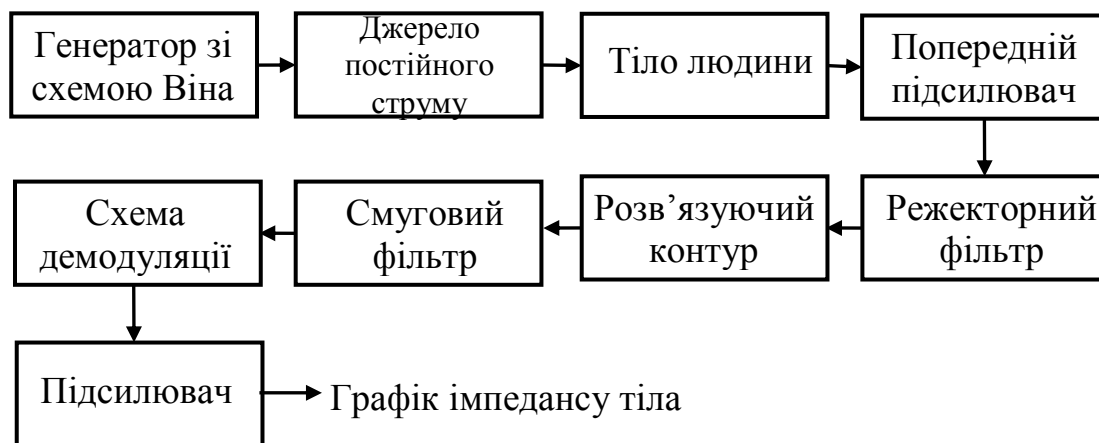 Генератор зі
схемою Віна
Джерело
постійного
струму
Тіло людини
Попередній
підсилювач
Схема
демодуляції
Смуговий
фільтр
Розв’язуючий
контур
Режекторний
фільтр
Підсилювач
Графік імпедансу тіла